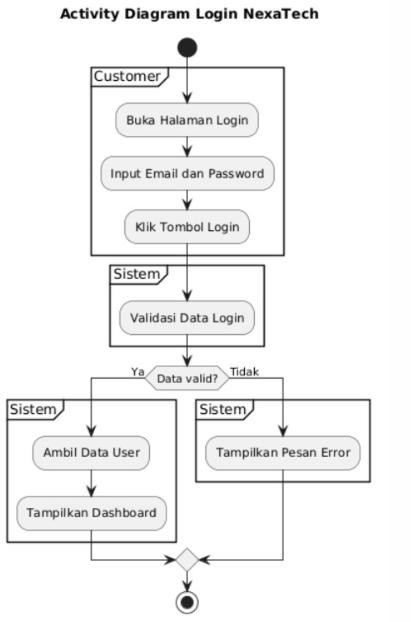 Activity Diagram Login NexaTech
Customer
Buka Halaman Login
Input Email dan Password
Klik Tombol Login
Sistem
Validasi Data Login
Ya
Data valid?
Tidak
Sistem
Ambil Data User
Tampilkan Dashboard
Sistem
Tampilkan Pesan Error